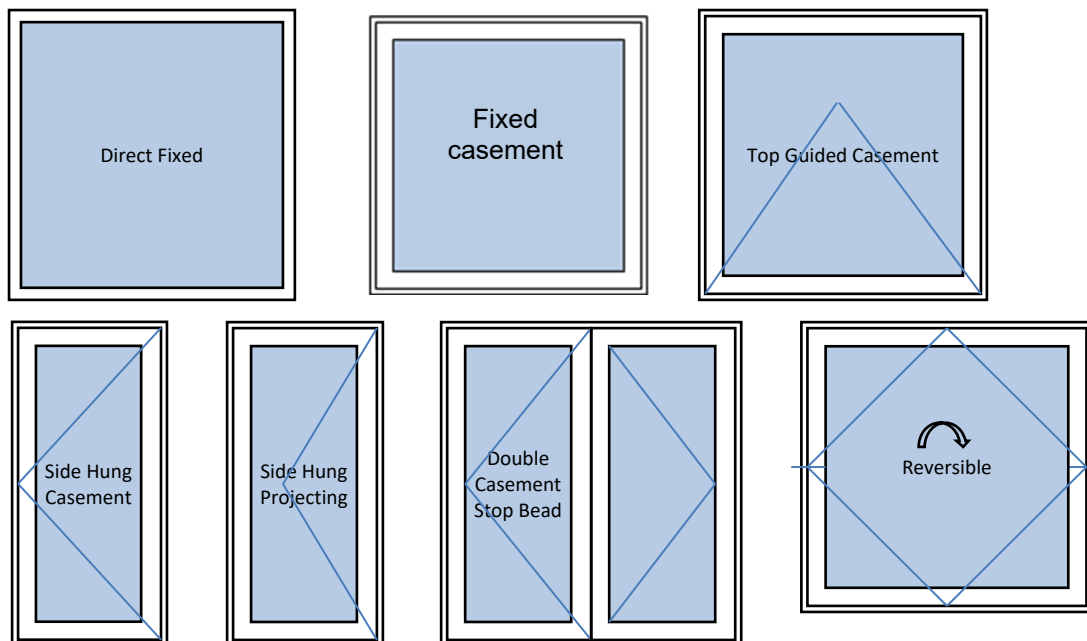 Direct Fixed
Fixed
casement
Top Guided Casement
Side Hung
Casement
Side Hung
Projecting
Double
Casement
Stop Bead
Reversible